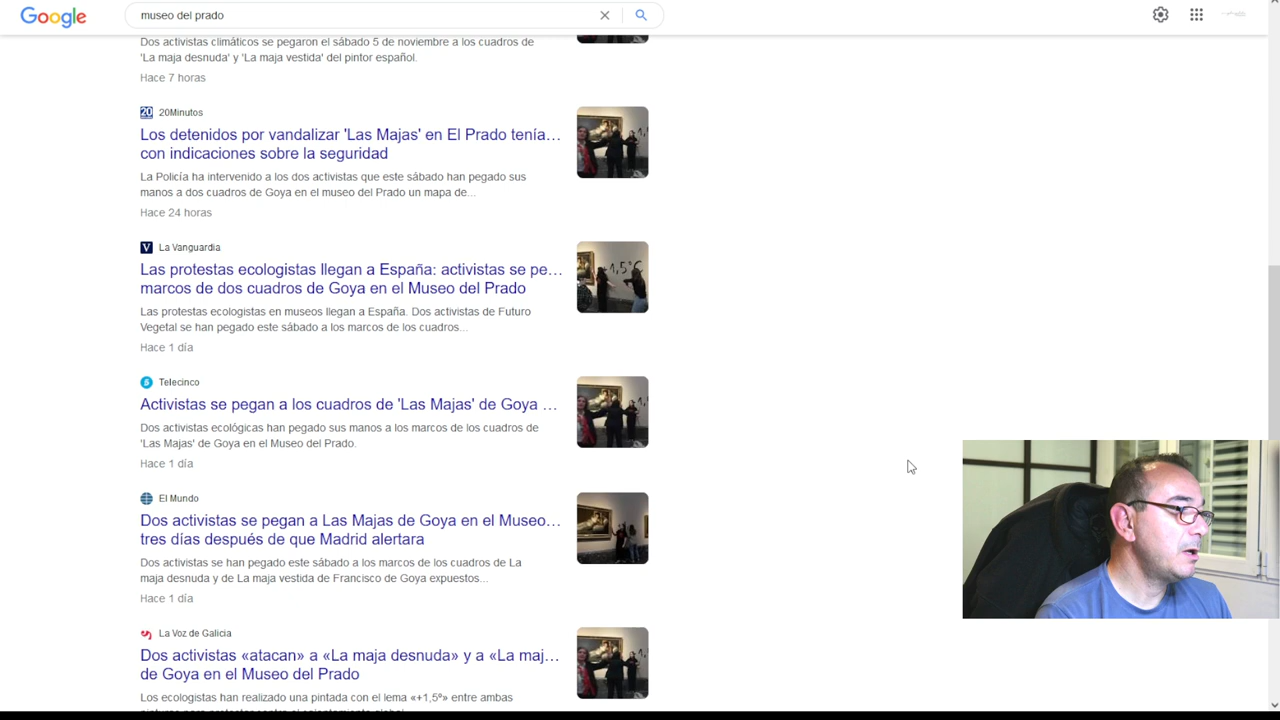 Google
museo del prado
Dos activistas climáticos se pegaron el sábado 5 de noviembre a los cuadros de
'La maja desnuda' y 'La maja vestida' del pintor español.
Hace 7 horas
20 20Minutos
Los detenidos por vandalizar 'Las Majas' en El Prado tenía…
con indicaciones sobre la seguridad
La Policía ha intervenido a los dos activistas que este sábado han pegado sus
manos a dos cuadros de Goya en el museo del Prado un mapa de...
Hace 24 horas
V La Vanguardia
Las protestas ecologistas llegan a España: activistas se pe…
marcos de dos cuadros de Goya en el Museo del Prado
+1,5°C
Las protestas ecologistas en museos llegan a España. Dos activistas de Futuro
Vegetal se han pegado este sábado a los marcos de los cuadros...
Hace 1 día
5 Telecinco
Activistas se pegan a los cuadros de 'Las Majas' de Goya …
Dos activistas ecológicas han pegado sus manos a los marcos de los cuadros de
'Las Majas' de Goya en el Museo del Prado.
Hace 1 día
El Mundo
Dos activistas se pegan a Las Majas de Goya en el Museo…
tres días después de que Madrid alertara
Dos activistas se han pegado este sábado a los marcos de los cuadros de La
maja desnuda y de La maja vestida de Francisco de Goya expuestos...
Hace 1 día
La Voz de Galicia
Dos activistas «atacan» a «La maja desnuda» y a «La maj…
de Goya en el Museo del Prado
Los ecologistas han realizado una pintada con el lema «+1,5º» entre ambas